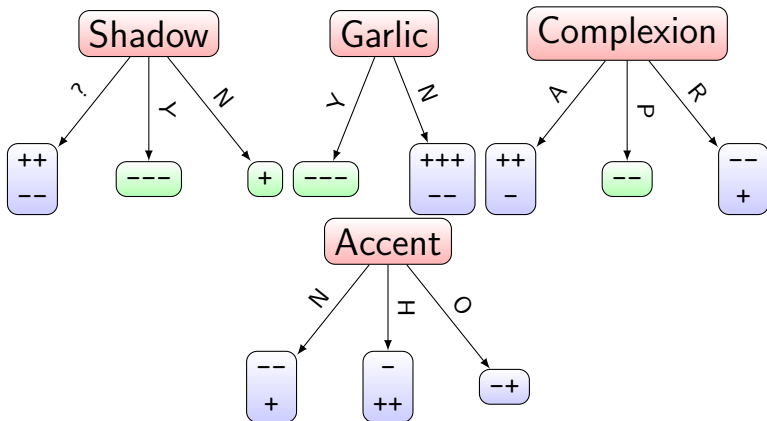 Shadow
Garlic
Complexion
?
Y
N
Y
N
A
P
R
++
--
---
+
---
+++
--
++
-
--
--
+
Accent
N
H
O
--
+
-
++
-+